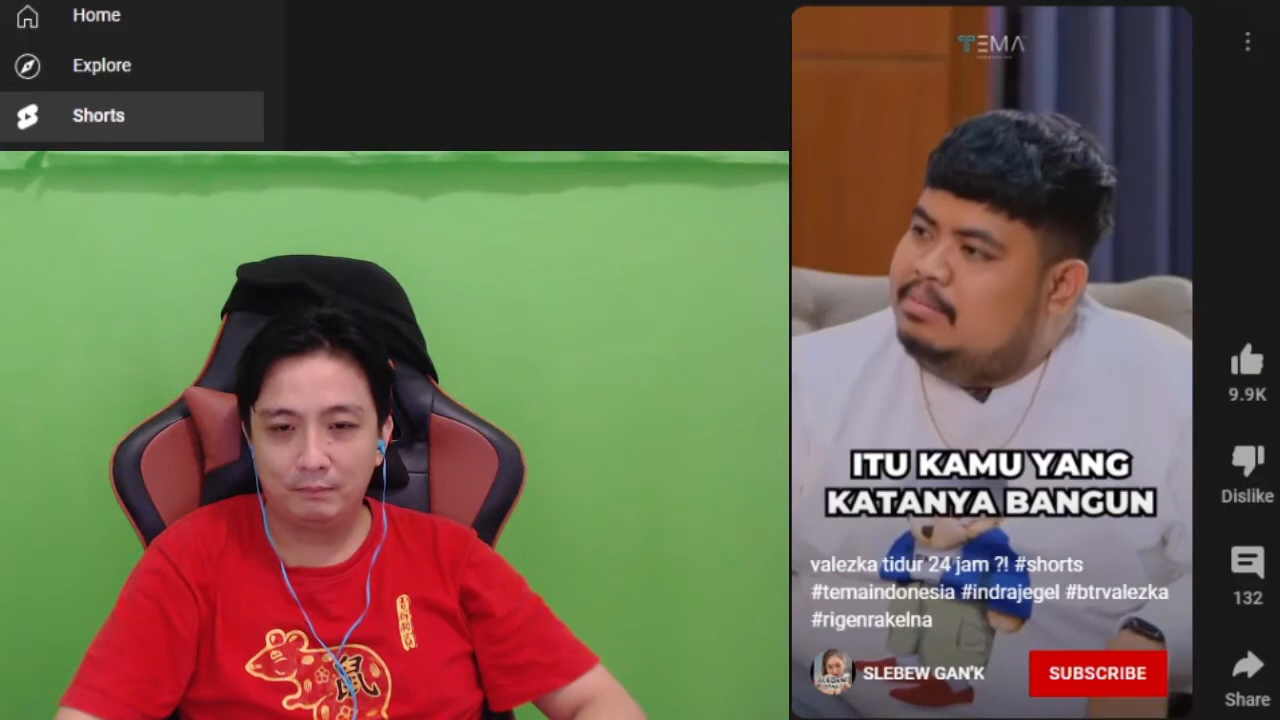 Home
Explore
Shorts
TEMA
ITU KAMU YANG
KATANYA BANGUN
valezka tidur 24 jam ?! #shorts
#temaindonesia #indrajegel #btrvalezka
#rigenrakelna
SLEBEW GAN'K
SUBSCRIBE
9.9K
Dislike
132
Share
鼠